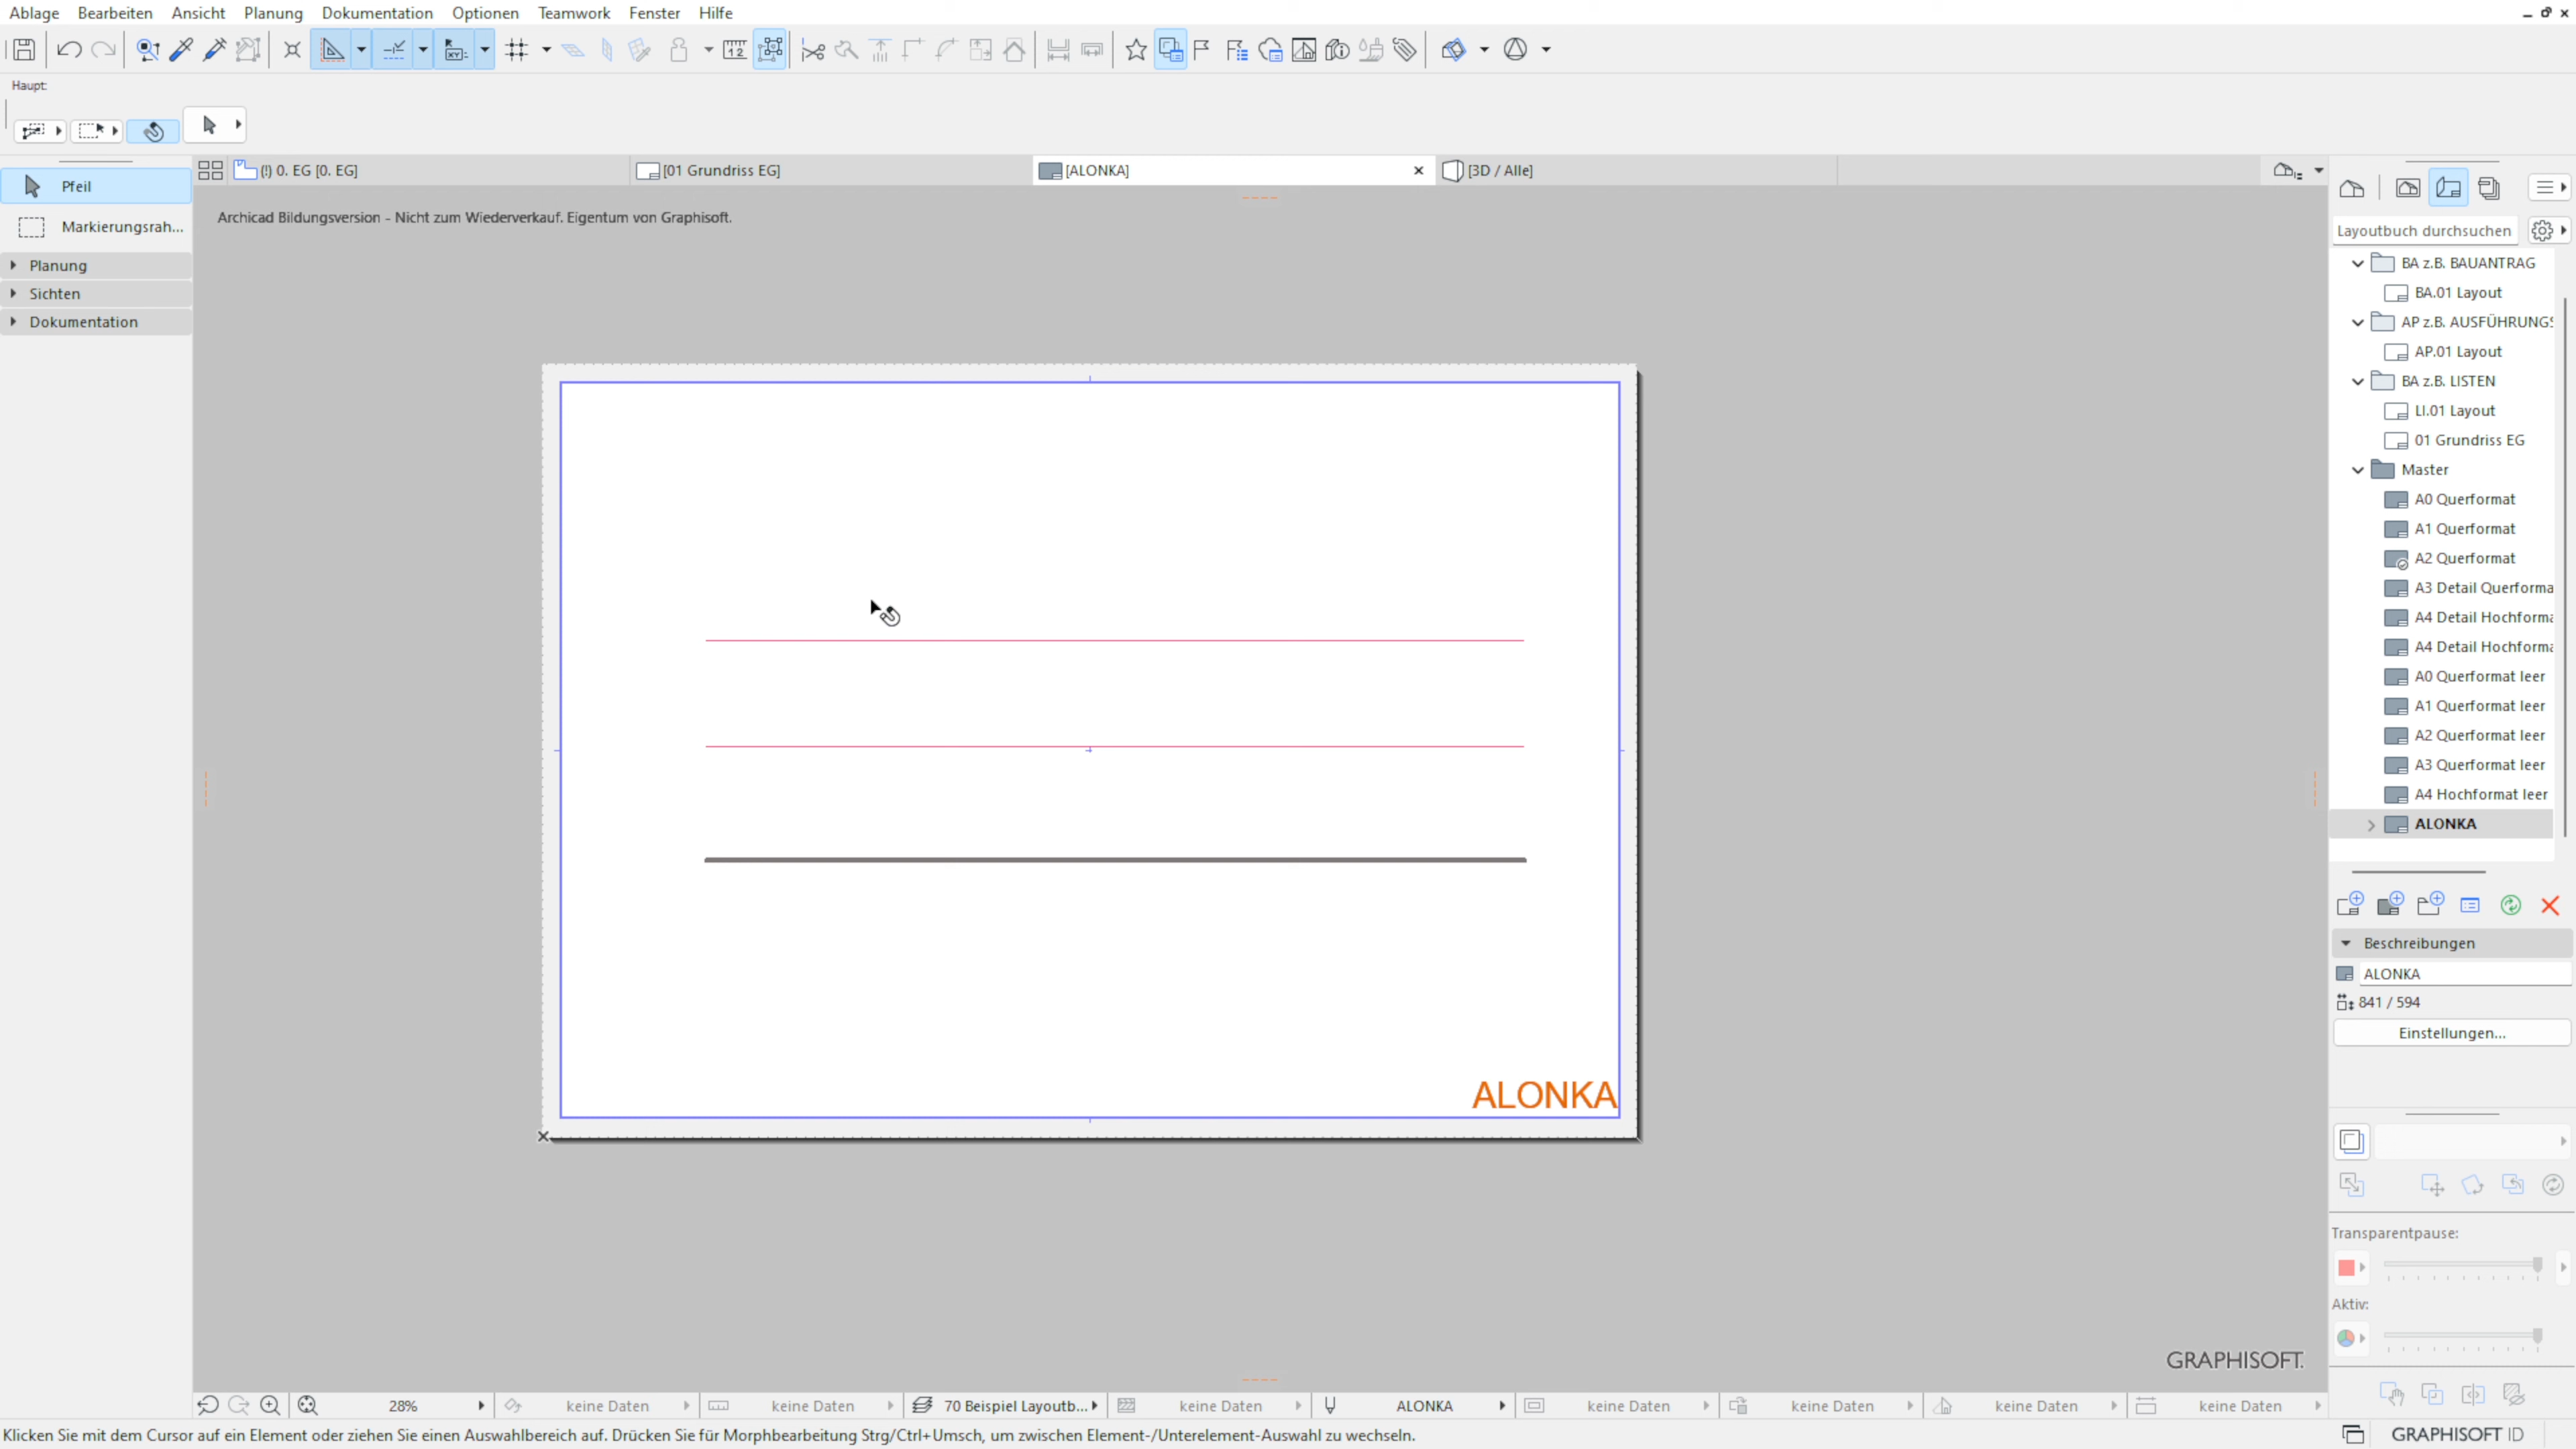 Ablage Bearbeiten Ansicht Planung Dokumentation Optionen Teamwork Fenster Hilfe
Haupt:
(!) 0. EG [0. EG] [01 Grundriss EG] [ALONKA] [3D / Alle]
Pfeil
Markierungsrah...
Planung
Sichten
Dokumentation
Archicad Bildungsversion - Nicht zum Wiederverkauf. Eigentum von Graphisoft.
ALONKA
GRAPHISOFT.
Layoutbuch durchsuchen
BA z.B. BAUANTRAG
BA.01 Layout
AP z.B. AUSFÜHRUNGS
AP.01 Layout
BA z.B. LISTEN
LI.01 Layout
01 Grundriss EG
Master
A0 Querformat
A1 Querformat
A2 Querformat
A3 Detail Querforma
A4 Detail Hochforma
A4 Detail Hochforma
A0 Querformat leer
A1 Querformat leer
A2 Querformat leer
A3 Querformat leer
A4 Hochformat leer
ALONKA
Beschreibungen
ALONKA
841 / 594
Einstellungen...
Transparentpause:
Aktiv:
28% keine Daten keine Daten 70 Beispiel Layoutb... keine Daten ALONKA keine Daten keine Daten keine Daten keine Daten
Klicken Sie mit dem Cursor auf ein Element oder ziehen Sie einen Auswahlbereich auf. Drücken Sie für Morphbearbeitung Strg/Ctrl+Umsch, um zwischen Element-/Unterelement-Auswahl zu wechseln.
GRAPHISOFT ID